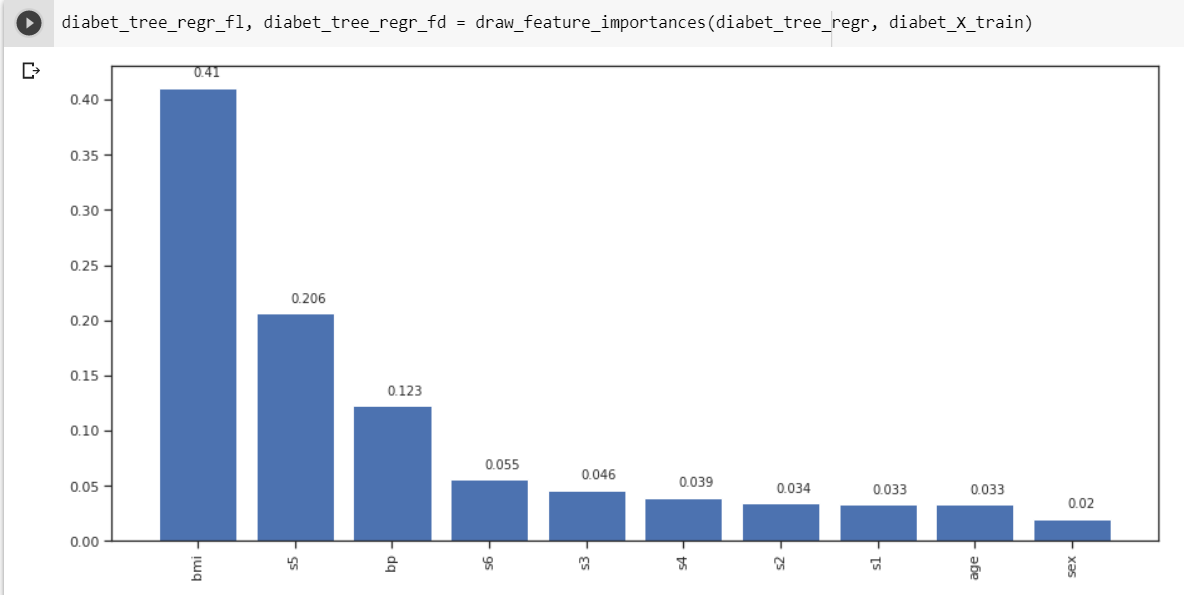 diabet_tree_regr_fl, diabet_tree_regr_fd = draw_feature_importances(diabet_tree_regr, diabet_X_train)
0.41
0.40
0.35
0.30
0.25
0.206
0.20
0.15
0.123
0.10
0.055
0.046
0.039
0.034
0.033
0.033
0.02
0.05
0.00
bmi
s5
bp
s6
s3
s4
s2
s1
age
sex